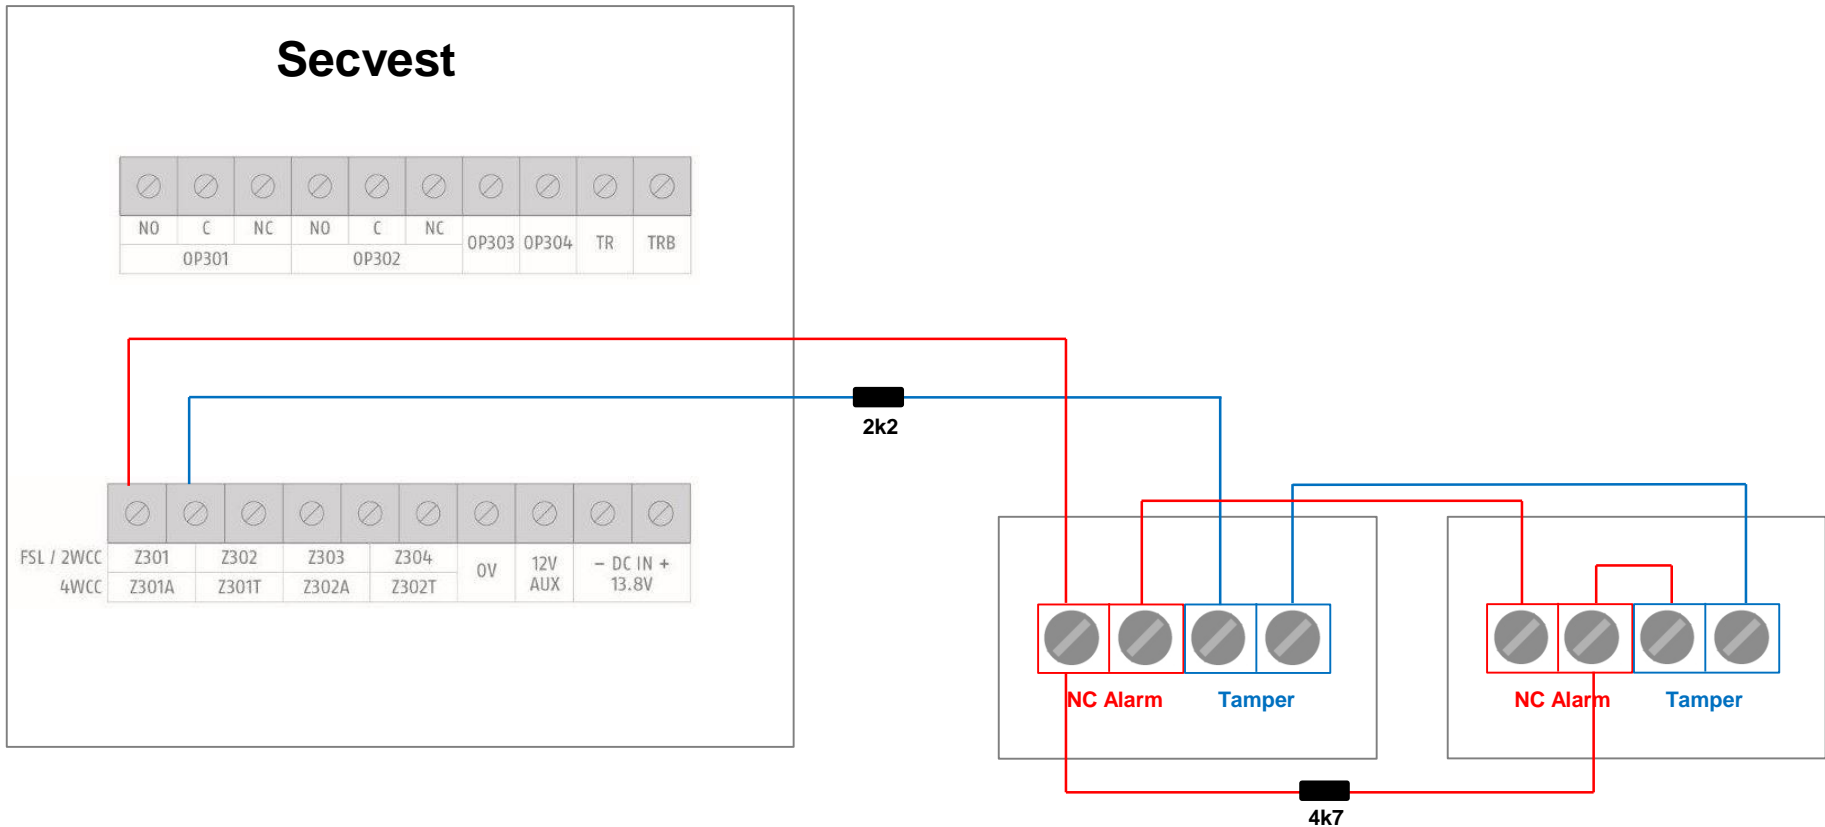 Secvest
NO C NC NO C NC OP303 OP304 TR TRB
OP301 OP302
2k2
FSL / 2WCC Z301 Z302 Z303 Z304 0V 12V AUX – DC IN + 13.8V
4WCC Z301A Z301T Z302A Z302T
NC Alarm Tamper NC Alarm Tamper
4k7